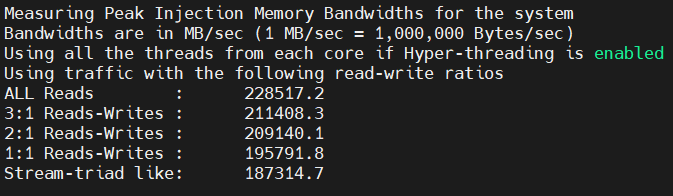 Measuring Peak Injection Memory Bandwidths for the system
Bandwidths are in MB/sec (1 MB/sec = 1,000,000 Bytes/sec)
Using all the threads from each core if Hyper-threading is enabled
Using traffic with the following read-write ratios
ALL Reads        :      228517.2
3:1 Reads-Writes :      211408.3
2:1 Reads-Writes :      209140.1
1:1 Reads-Writes :      195791.8
Stream-triad like:      187314.7